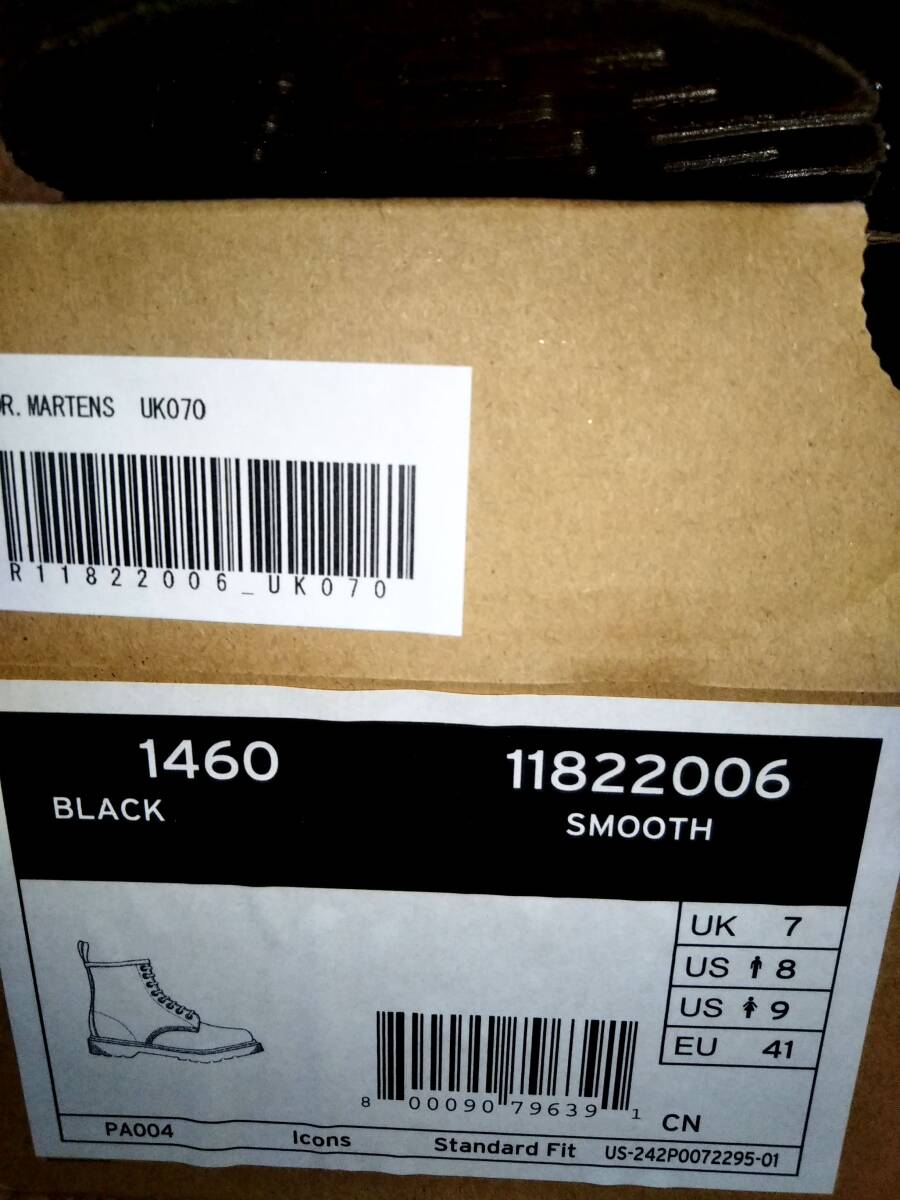 R. MARTENS UK070
R11822006_UK070
1460
11822006
BLACK
SMOOTH
UK 7
US 8
US 9
EU 41
8 00090 79639 1
CN
PA004 Icons Standard Fit US-242P0072295-01